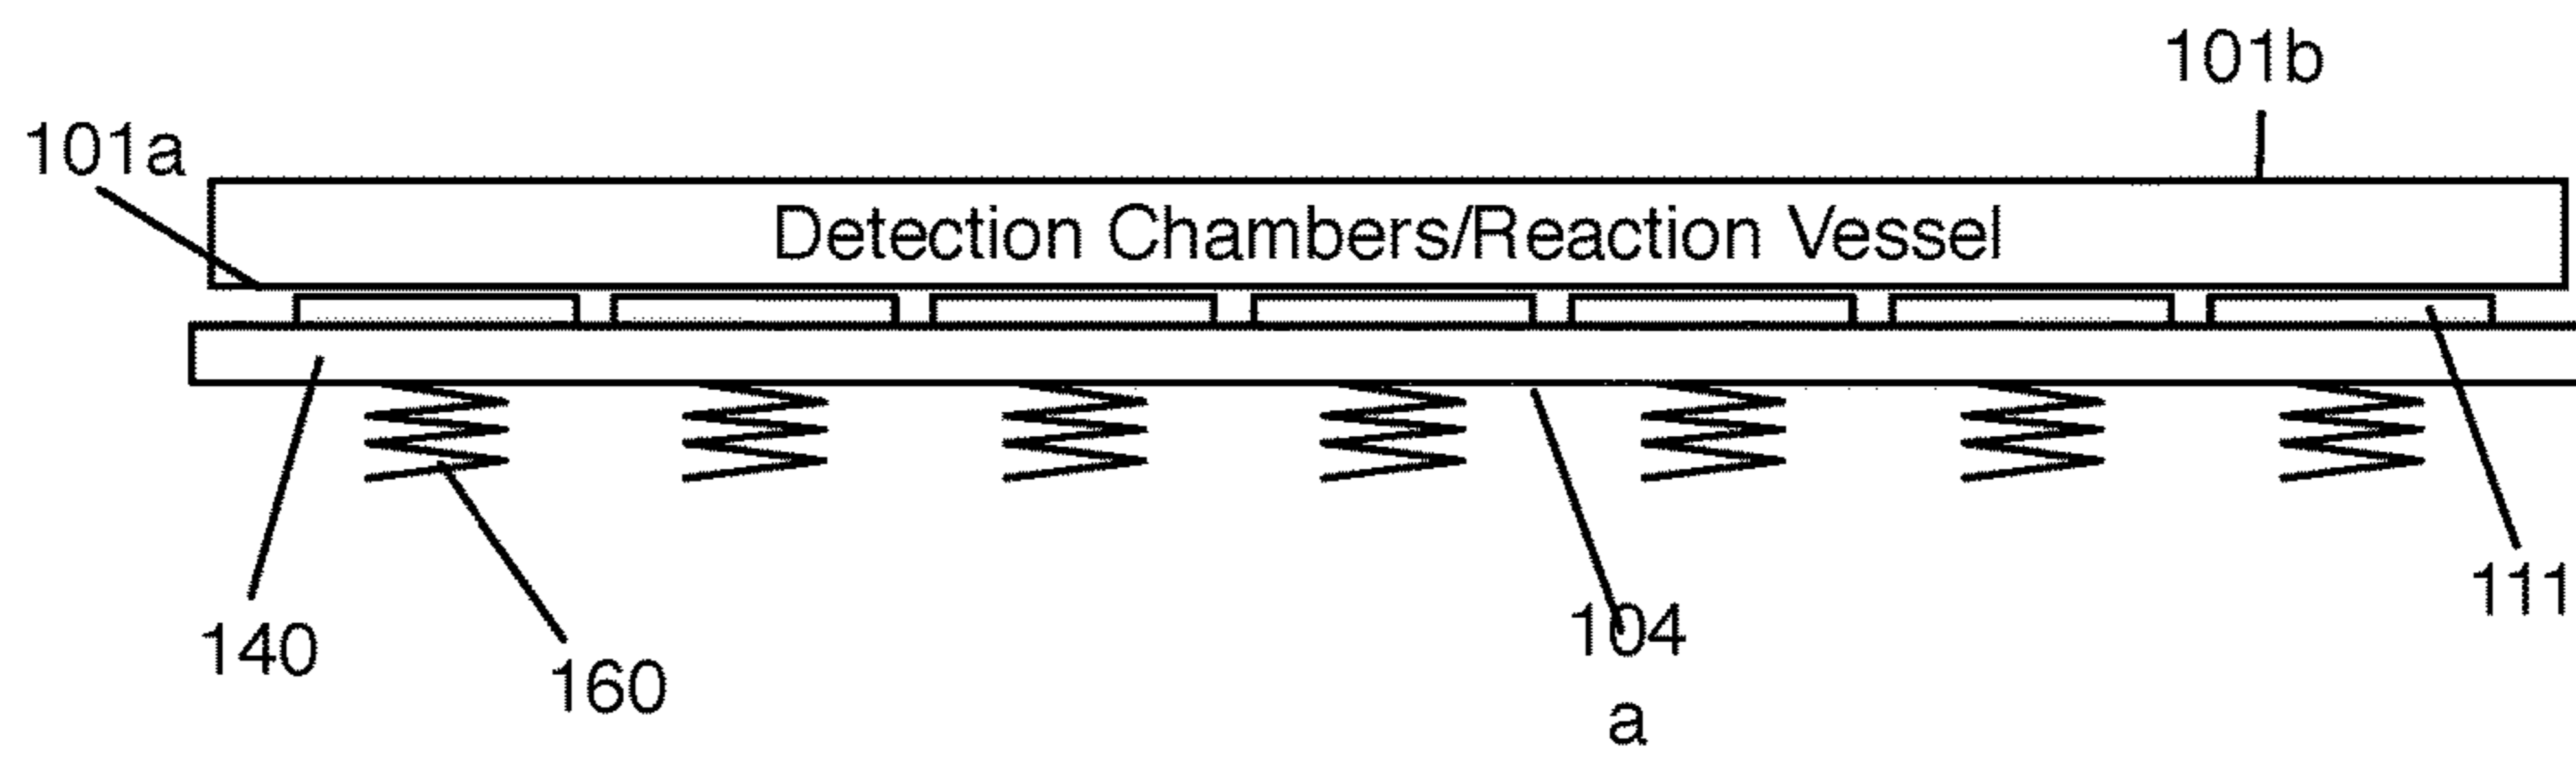 101b
101a
Detection Chambers/Reaction Vessel
111
104
a
140
160